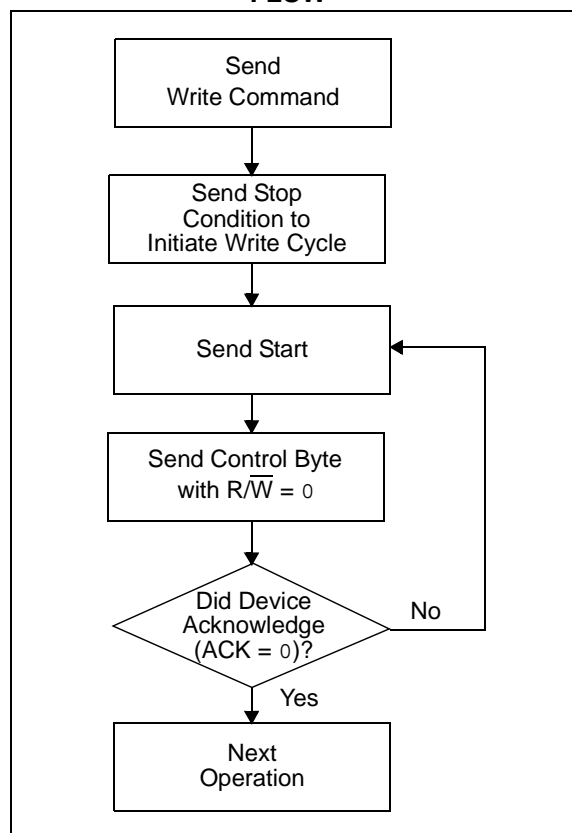 Send
Write Command
Send Stop
Condition to
Initiate Write Cycle
Send Start
Send Control Byte
with R/W̅ = 0
Did Device
Acknowledge
(ACK = 0)?
No
Yes
Next
Operation